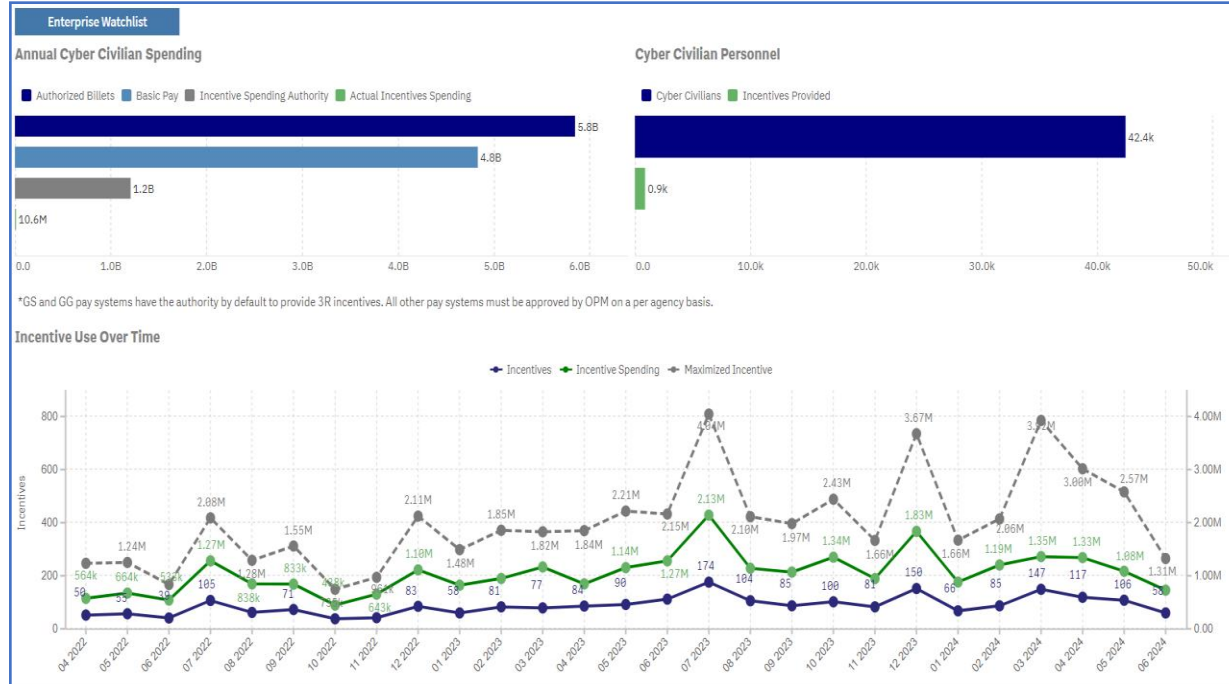 Enterprise Watchlist
Annual Cyber Civilian Spending
Authorized Billets Basic Pay Incentive Spending Authority Actual Incentives Spending
5.8B
4.8B
1.2B
10.6M
0.0 1.0B 2.0B 3.0B 4.0B 5.0B 6.0B
Cyber Civilian Personnel
Cyber Civilians Incentives Provided
42.4k
0.9k
0.0 10.0k 20.0k 30.0k 40.0k 50.0k
*GS and GG pay systems have the authority by default to provide 3R incentives. All other pay systems must be approved by OPM on a per agency basis.
Incentive Use Over Time
Incentives Incentive Spending Maximized Incentive
Incentives
800
600
400
200
0
4.00M
3.00M
2.00M
1.00M
0.00
1.24M 2.08M 1.28M 1.55M 2.11M 1.48M 1.85M 1.82M 1.84M 2.21M 2.15M 2.10M 1.97M 2.43M 1.66M 3.67M 1.66M 2.06M 3.00M 2.57M 1.31M
564k 664k 1.27M 838k 833k 643k 1.14M 1.27M 2.13M 1.34M 1.83M 1.19M 1.35M 1.33M 1.08M
50 105 71 83 58 81 77 84 90 174 104 85 100 81 150 66 85 147 117 106 58
04 2022 05 2022 06 2022 07 2022 08 2022 09 2022 10 2022 11 2022 12 2022 01 2023 02 2023 03 2023 04 2023 05 2023 06 2023 07 2023 08 2023 09 2023 10 2023 11 2023 12 2023 01 2024 02 2024 03 2024 04 2024 05 2024 06 2024